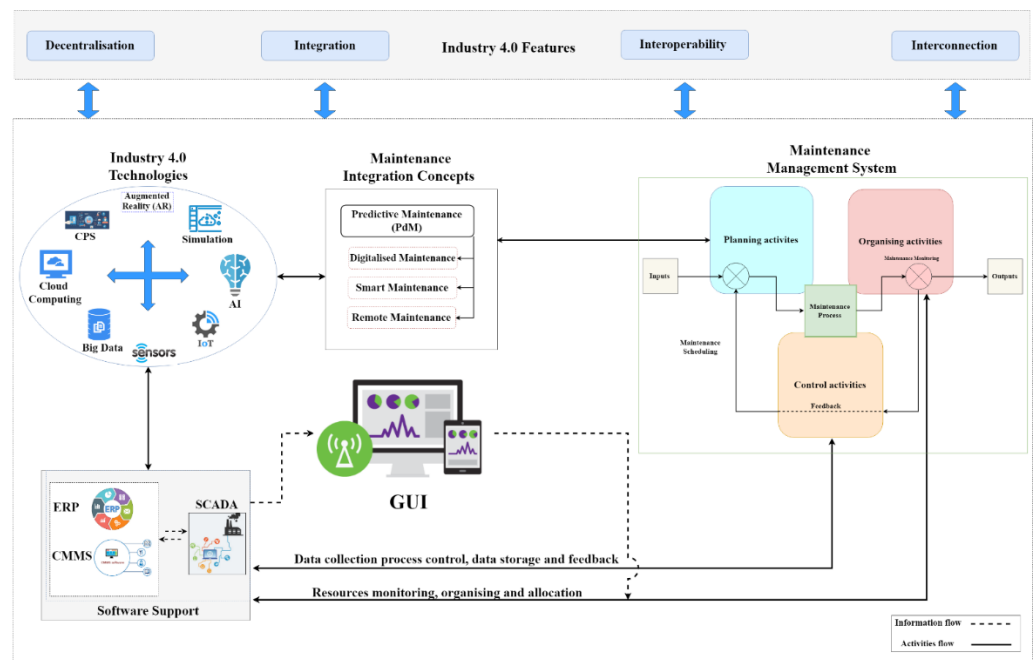 Decentralisation
Integration
Industry 4.0 Features
Interoperability
Interconnection
Industry 4.0
Technologies
Augmented
Reality (AR)
CPS
Simulation
Cloud
Computing
AI
Big Data
sensors
IoT
Maintenance
Integration Concepts
Predictive Maintenance
(PdM)
Digitalised Maintenance
Smart Maintenance
Remote Maintenance
Maintenance
Management System
Planning activites
Organising activities
Maintenance Monitoring
Inputs
Outputs
Maintenance
Process
Maintenance
Scheduling
Control activities
Feedback
GUI
ERP
ERP
CMMS
SCADA
Software Support
Data collection process control, data storage and feedback
Resources monitoring, organising and allocation
Information flow
Activities flow